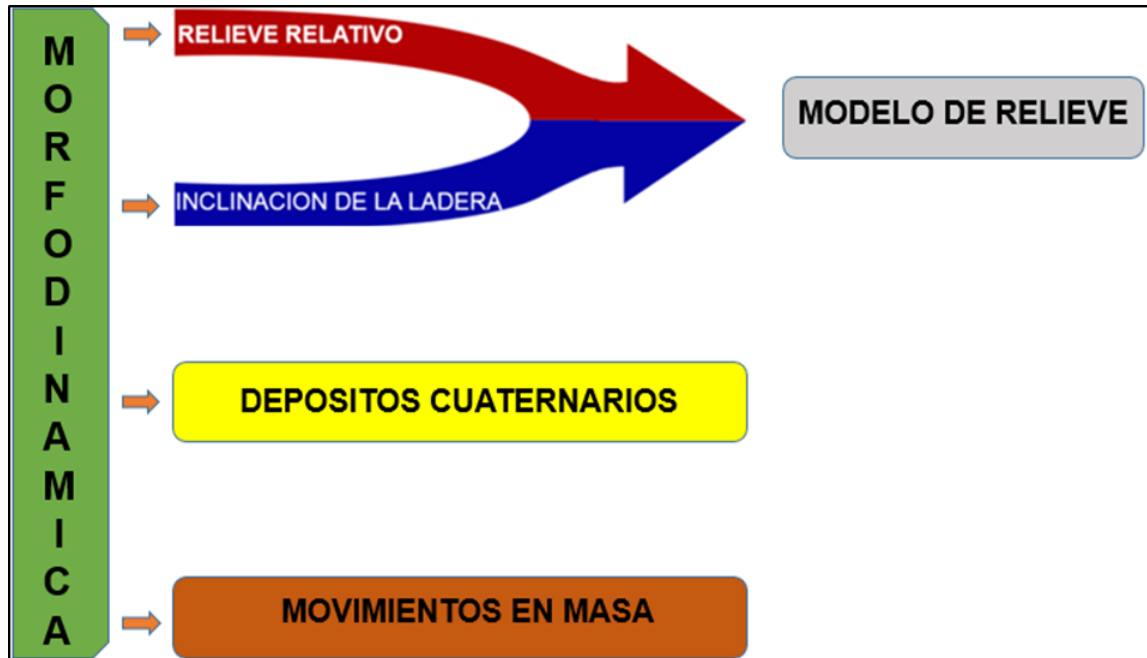 MORFODINAMICA
RELIEVE RELATIVO
INCLINACION DE LA LADERA
MODELO DE RELIEVE
DEPOSITOS CUATERNARIOS
MOVIMIENTOS EN MASA